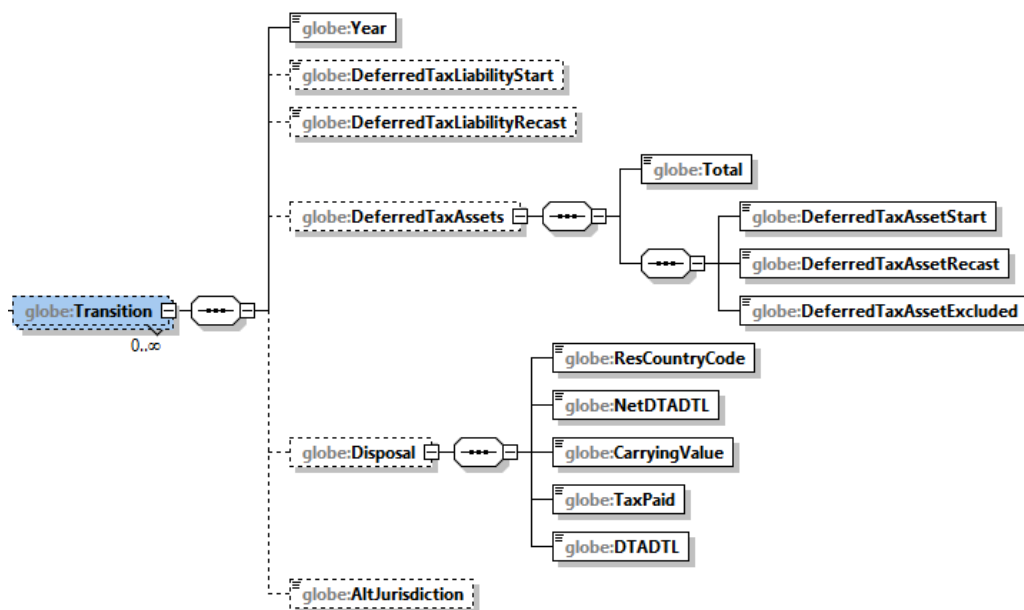 globe:Year
globe:DeferredTaxLiabilityStart
globe:DeferredTaxLiabilityRecast
globe:Total
globe:DeferredTaxAssets
globe:DeferredTaxAssetStart
globe:DeferredTaxAssetRecast
globe:DeferredTaxAssetExcluded
globe:Transition
0..∞
globe:ResCountryCode
globe:NetDTADTL
globe:CarryingValue
globe:Disposal
globe:TaxPaid
globe:DTADTL
globe:AltJurisdiction